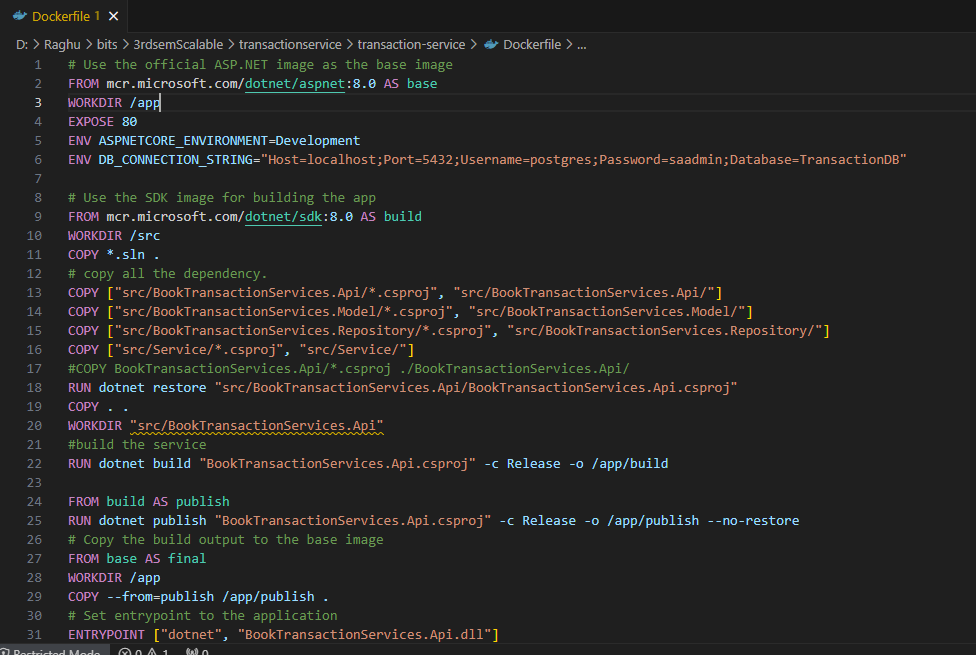 Dockerfile 1 ×
D: > Raghu > bits > 3rdsemScalable > transactionservice > transaction-service > Dockerfile > ...
1 # Use the official ASP.NET image as the base image
2 FROM mcr.microsoft.com/dotnet/aspnet:8.0 AS base
3 WORKDIR /app
4 EXPOSE 80
5 ENV ASPNETCORE_ENVIRONMENT=Development
6 ENV DB_CONNECTION_STRING="Host=localhost;Port=5432;Username=postgres;Password=saadmin;Database=TransactionDB"
7
8 # Use the SDK image for building the app
9 FROM mcr.microsoft.com/dotnet/sdk:8.0 AS build
10 WORKDIR /src
11 COPY *.sln .
12 # copy all the dependency.
13 COPY ["src/BookTransactionServices.Api/*.csproj", "src/BookTransactionServices.Api/"]
14 COPY ["src/BookTransactionServices.Model/*.csproj", "src/BookTransactionServices.Model/"]
15 COPY ["src/BookTransactionServices.Repository/*.csproj", "src/BookTransactionServices.Repository/"]
16 COPY ["src/Service/*.csproj", "src/Service/"]
17 #COPY BookTransactionServices.Api/*.csproj ./BookTransactionServices.Api/
18 RUN dotnet restore "src/BookTransactionServices.Api/BookTransactionServices.Api.csproj"
19 COPY . .
20 WORKDIR "src/BookTransactionServices.Api"
21 #build the service
22 RUN dotnet build "BookTransactionServices.Api.csproj" -c Release -o /app/build
23
24 FROM build AS publish
25 RUN dotnet publish "BookTransactionServices.Api.csproj" -c Release -o /app/publish --no-restore
26 # Copy the build output to the base image
27 FROM base AS final
28 WORKDIR /app
29 COPY --from=publish /app/publish .
30 # Set entrypoint to the application
31 ENTRYPOINT ["dotnet", "BookTransactionServices.Api.dll"]
Restricted Mode 0 1 0